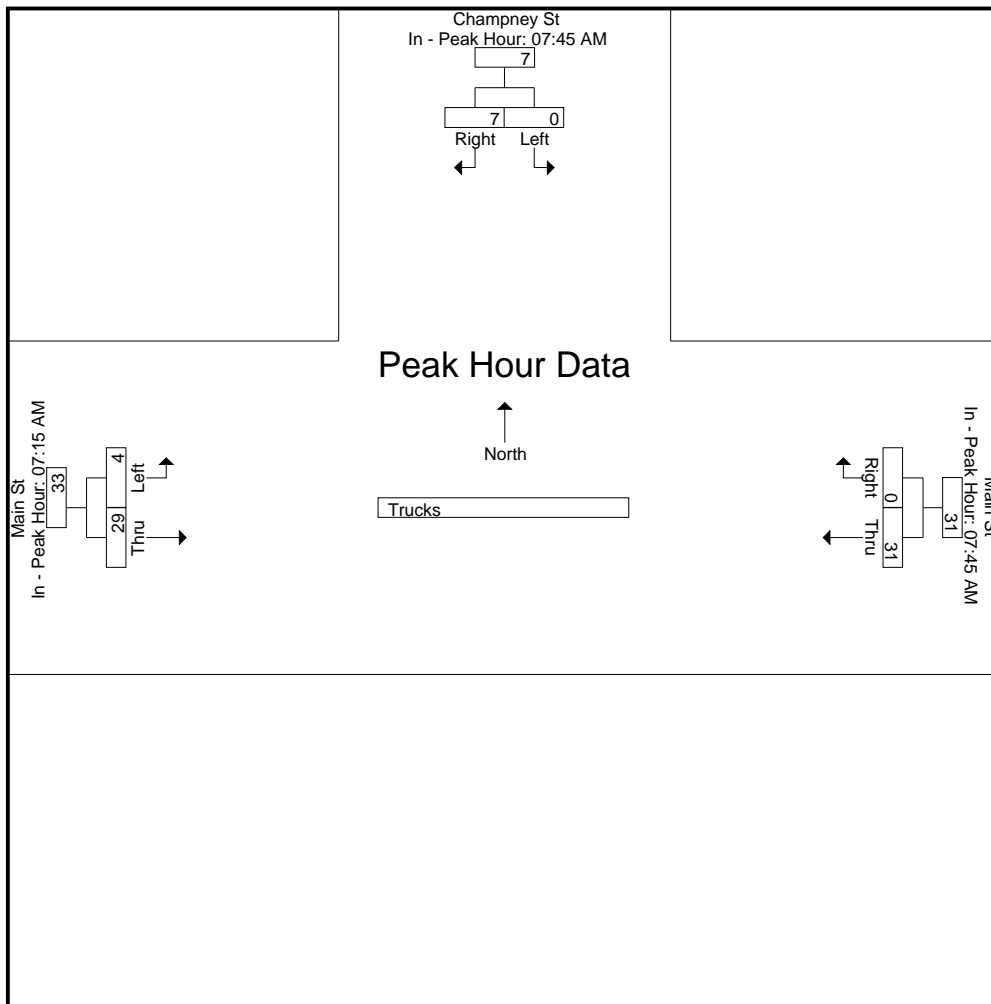 Champney St
In - Peak Hour: 07:45 AM
7
7 0
Right Left
Peak Hour Data
North
Trucks
Main St
In - Peak Hour: 07:15 AM
33
4 29
Left Thru
Main St
In - Peak Hour: 07:45 AM
31
0 31
Right Thru